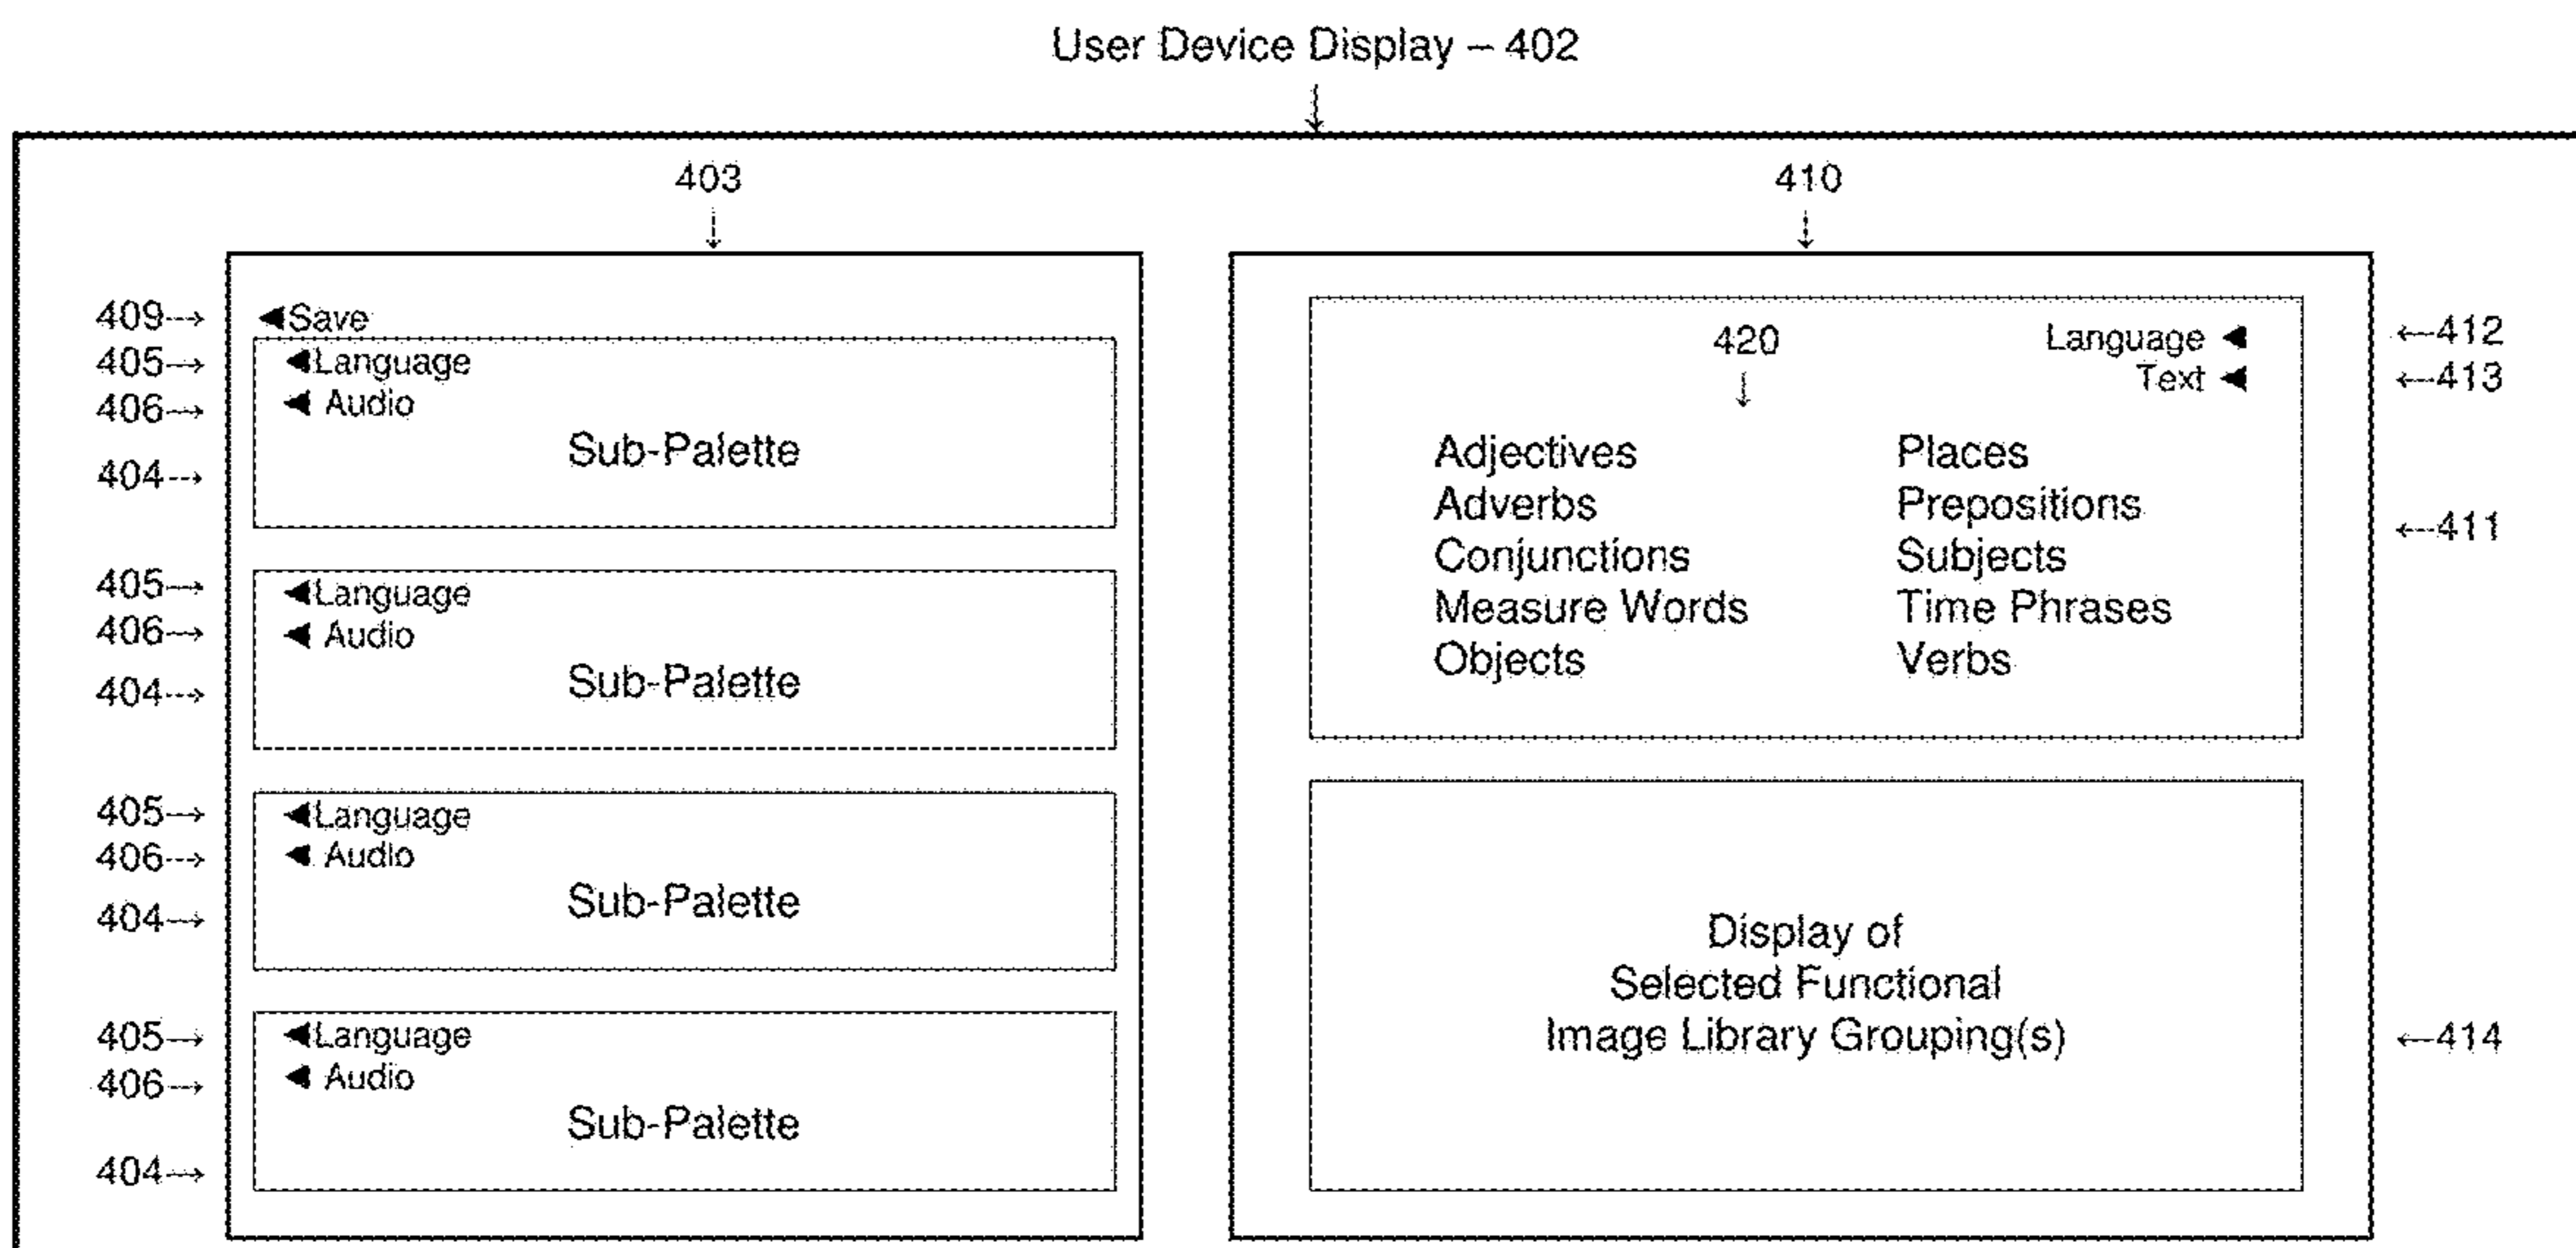 User Device Display – 402
↓
403
↓
409→ ◄Save
405→ ◄Language
406→ ◄ Audio
Sub-Palette
404→
405→ ◄Language
406→ ◄ Audio
Sub-Palette
404→
405→ ◄Language
406→ ◄ Audio
Sub-Palette
404→
405→ ◄Language
406→ ◄ Audio
Sub-Palette
404→
410
↓
Language ◄ ←412
420 Text ◄ ←413
↓
Adjectives Places
Adverbs Prepositions
←411
Conjunctions Subjects
Measure Words Time Phrases
Objects Verbs
Display of
Selected Functional
Image Library Grouping(s) ←414